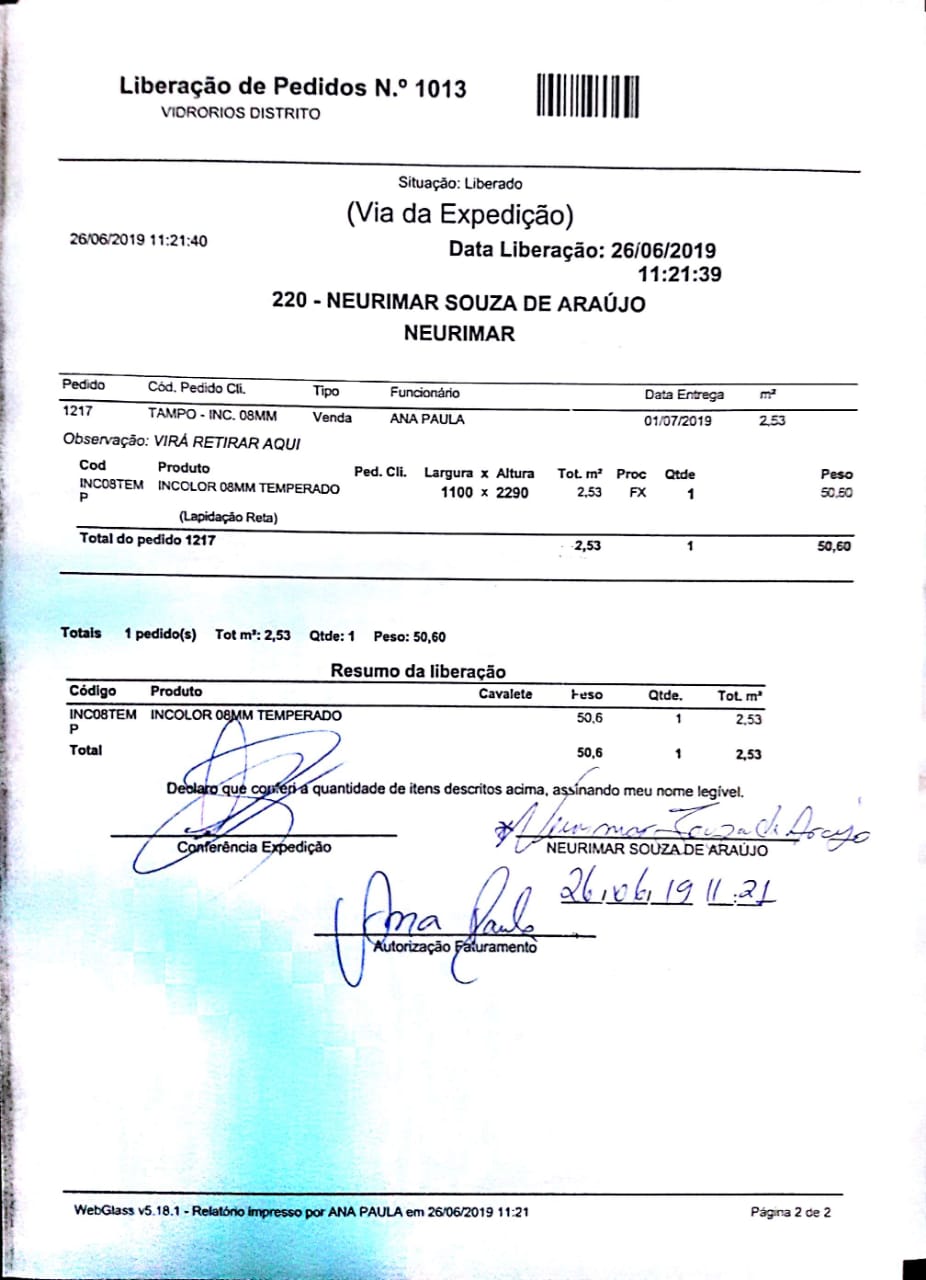 Liberação de Pedidos N.º 1013
VIDRORIOS DISTRITO
Situação: Liberado
(Via da Expedição)
26/06/2019 11:21:40
Data Liberação: 26/06/2019
11:21:39
220 - NEURIMAR SOUZA DE ARAÚJO
NEURIMAR
Pedido Cód. Pedido Cli. Tipo Funcionário Data Entrega m²
1217 TAMPO - INC. 08MM Venda ANA PAULA 01/07/2019 2,53
Observação: VIRÁ RETIRAR AQUI
Cod Produto Ped. Cli. Largura x Altura Tot. m² Proc Qtde Peso
INC08TEM INCOLOR 08MM TEMPERADO 1100 x 2290 2,53 FX 1 50,60
P
(Lapidação Reta)
Total do pedido 1217 2,53 1 50,60
Totais 1 pedido(s) Tot m²: 2,53 Qtde: 1 Peso: 50,60
Resumo da liberação
Código Produto Cavalete Peso Qtde. Tot. m²
INC08TEM INCOLOR 08MM TEMPERADO 50,6 1 2,53
P
Total 50,6 1 2,53
Declaro que conferi a quantidade de itens descritos acima, assinando meu nome legível.
Neurimar Souza de Araújo
Conferência Expedição NEURIMAR SOUZA DE ARAÚJO
26/06/19 11:21
Ana Paula
Autorização Faturamento
WebGlass v5.18.1 - Relatório impresso por ANA PAULA em 26/06/2019 11:21 Página 2 de 2